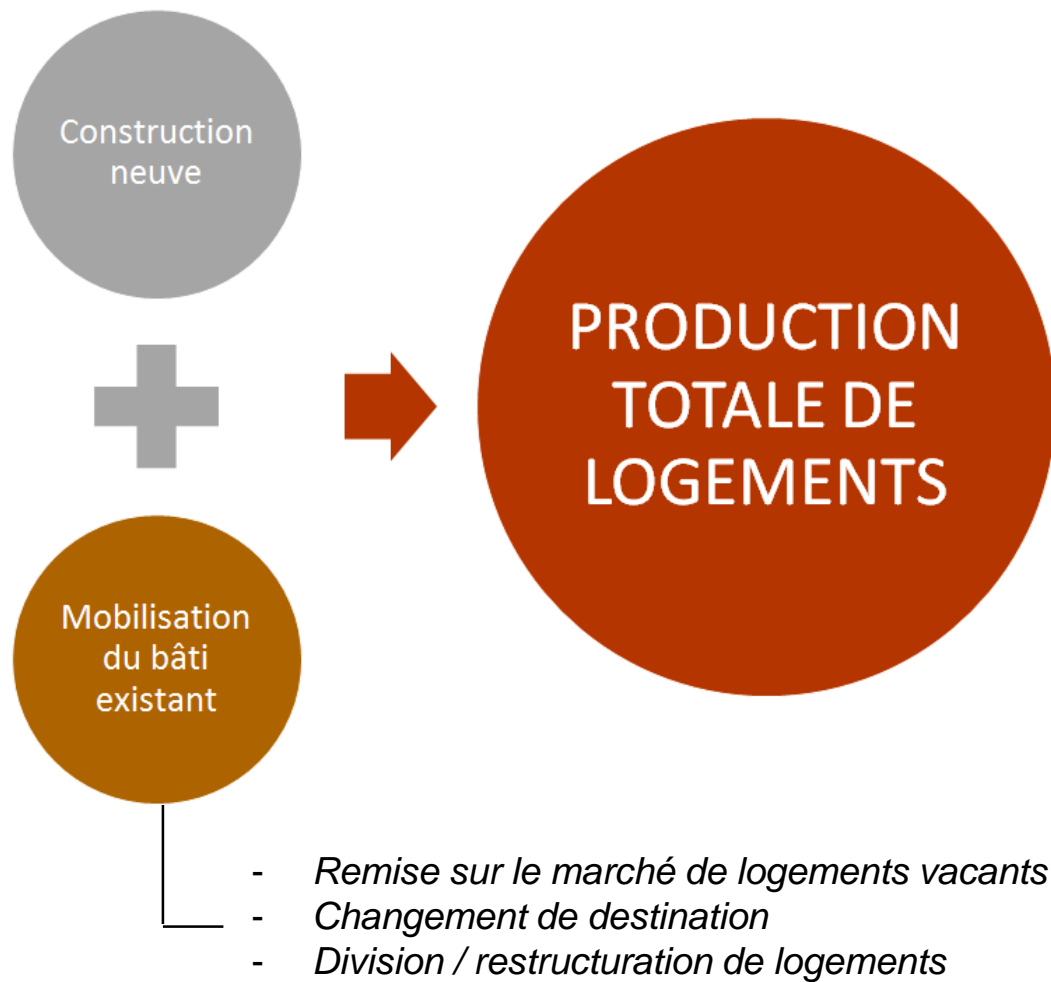 Construction
neuve
PRODUCTION
TOTALE DE
LOGEMENTS
Mobilisation
du bâti
existant
- Remise sur le marché de logements vacants
- Changement de destination
- Division / restructuration de logements